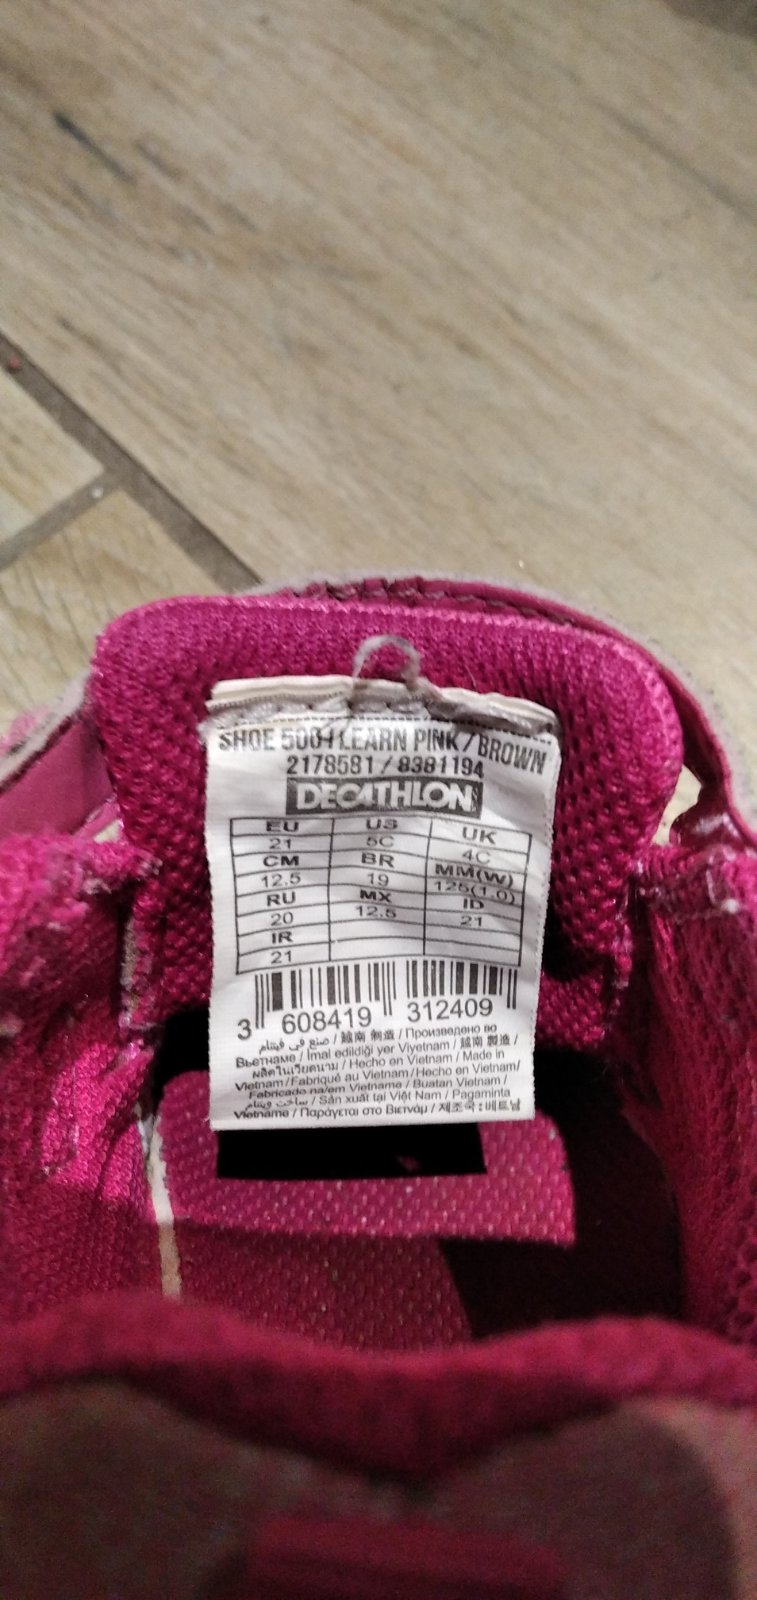 SHOE 500 I LEARN PINK / BROWN
2178581 / 8381194
DECATHLON
EU US UK
21 5C 4C
CM BR MM(W)
12.5 19 125(1.0)
RU MX ID
20 12.5 21
IR
21
3 608419 312409
صنع في فيتنام / 越南 制造 / Произведено во
Вьетнаме / İmal edildiği yer Viyetnam / 越南 製造 /
ผลิตในเวียดนาม / Hecho en Vietnam / Made in
Vietnam / Fabriqué au Vietnam / Hecho en Vietnam /
Fabricado na/em Vietname / Buatan Vietnam /
ساخت ویتنام / Sản xuất tại Việt Nam / Pagaminta
Vietname / Παράγεται στο Βιετνάμ / 제조국 : 베트남